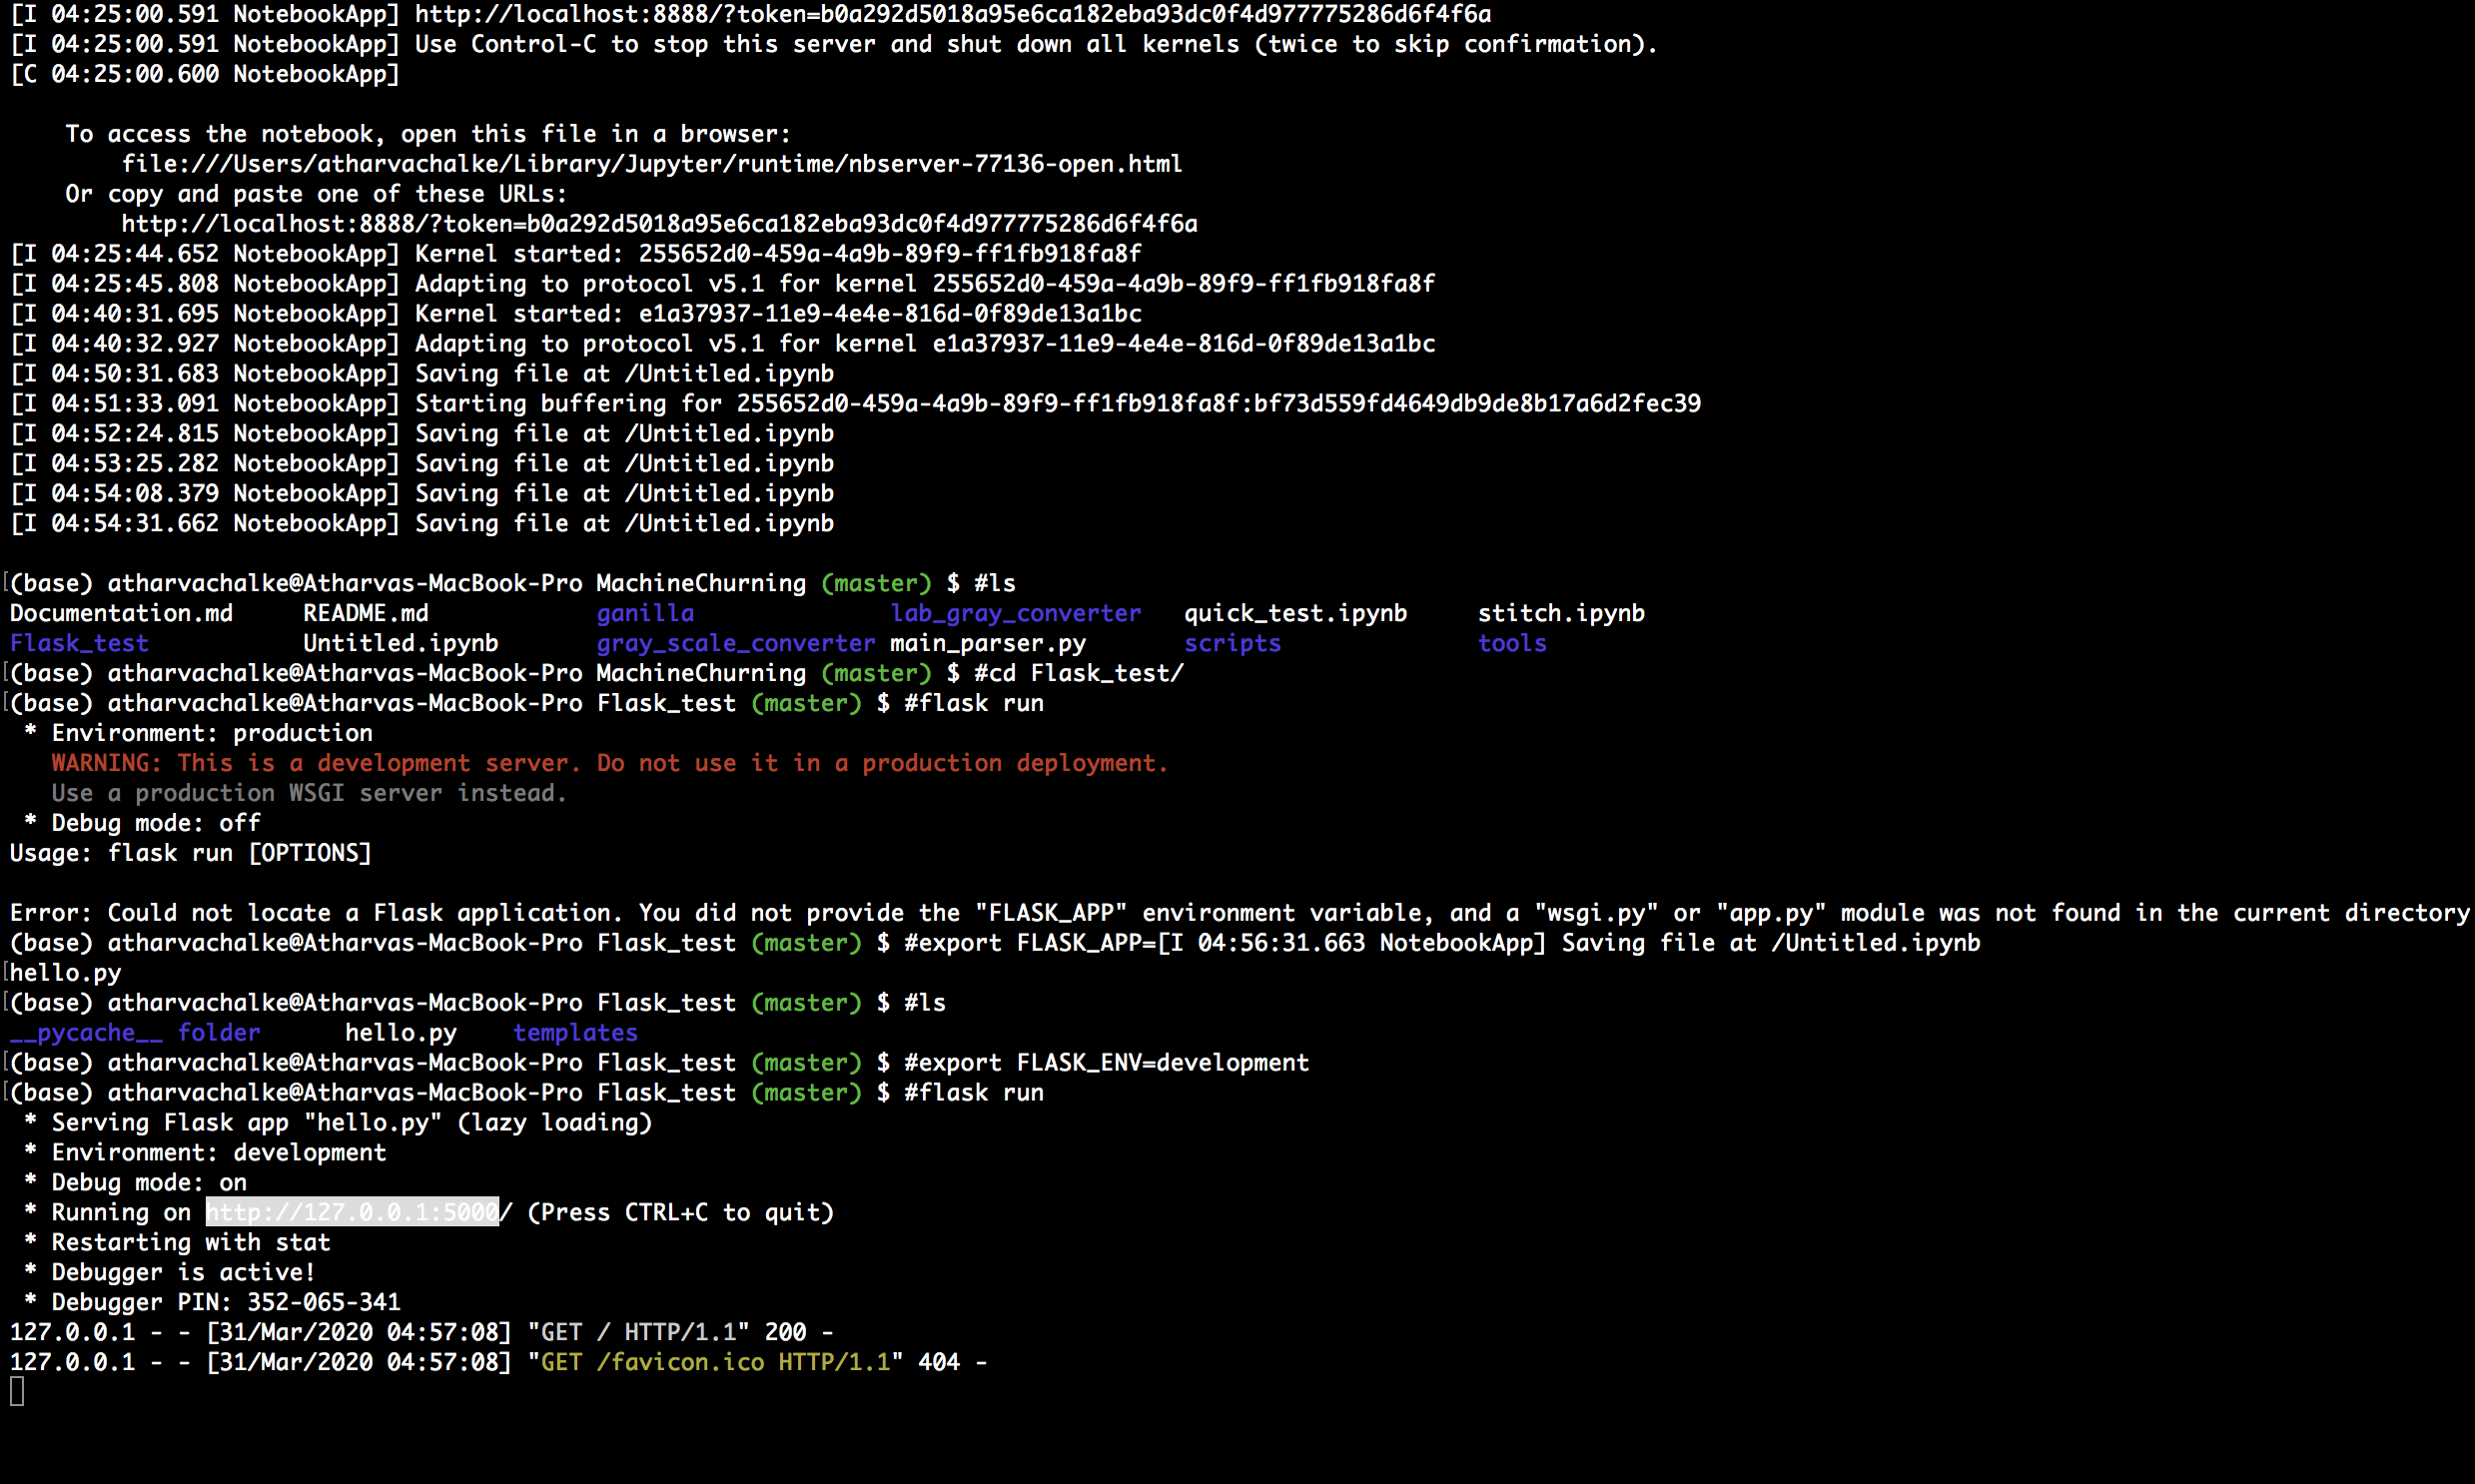 [I 04:25:00.591 NotebookApp] http://localhost:8888/?token=b0a292d5018a95e6ca182eba93dc0f4d977775286d6f4f6a
[I 04:25:00.591 NotebookApp] Use Control-C to stop this server and shut down all kernels (twice to skip confirmation).
[C 04:25:00.600 NotebookApp]
To access the notebook, open this file in a browser:
file:///Users/atharvachalke/Library/Jupyter/runtime/nbserver-77136-open.html
Or copy and paste one of these URLs:
http://localhost:8888/?token=b0a292d5018a95e6ca182eba93dc0f4d977775286d6f4f6a
[I 04:25:44.652 NotebookApp] Kernel started: 255652d0-459a-4a9b-89f9-ff1fb918fa8f
[I 04:25:45.808 NotebookApp] Adapting to protocol v5.1 for kernel 255652d0-459a-4a9b-89f9-ff1fb918fa8f
[I 04:40:31.695 NotebookApp] Kernel started: e1a37937-11e9-4e4e-816d-0f89de13a1bc
[I 04:40:32.927 NotebookApp] Adapting to protocol v5.1 for kernel e1a37937-11e9-4e4e-816d-0f89de13a1bc
[I 04:50:31.683 NotebookApp] Saving file at /Untitled.ipynb
[I 04:51:33.091 NotebookApp] Starting buffering for 255652d0-459a-4a9b-89f9-ff1fb918fa8f:bf73d559fd4649db9de8b17a6d2fec39
[I 04:52:24.815 NotebookApp] Saving file at /Untitled.ipynb
[I 04:53:25.282 NotebookApp] Saving file at /Untitled.ipynb
[I 04:54:08.379 NotebookApp] Saving file at /Untitled.ipynb
[I 04:54:31.662 NotebookApp] Saving file at /Untitled.ipynb
(base) atharvachalke@Atharvas-MacBook-Pro MachineChurning (master) $ #ls
Documentation.md README.md ganilla lab_gray_converter quick_test.ipynb stitch.ipynb
Flask_test Untitled.ipynb gray_scale_converter main_parser.py scripts tools
(base) atharvachalke@Atharvas-MacBook-Pro MachineChurning (master) $ #cd Flask_test/
(base) atharvachalke@Atharvas-MacBook-Pro Flask_test (master) $ #flask run
* Environment: production
WARNING: This is a development server. Do not use it in a production deployment.
Use a production WSGI server instead.
* Debug mode: off
Usage: flask run [OPTIONS]
Error: Could not locate a Flask application. You did not provide the "FLASK_APP" environment variable, and a "wsgi.py" or "app.py" module was not found in the current directory
(base) atharvachalke@Atharvas-MacBook-Pro Flask_test (master) $ #export FLASK_APP=[I 04:56:31.663 NotebookApp] Saving file at /Untitled.ipynb
hello.py
(base) atharvachalke@Atharvas-MacBook-Pro Flask_test (master) $ #ls
__pycache__ folder hello.py templates
(base) atharvachalke@Atharvas-MacBook-Pro Flask_test (master) $ #export FLASK_ENV=development
(base) atharvachalke@Atharvas-MacBook-Pro Flask_test (master) $ #flask run
* Serving Flask app "hello.py" (lazy loading)
* Environment: development
* Debug mode: on
* Running on http://127.0.0.1:5000/ (Press CTRL+C to quit)
* Restarting with stat
* Debugger is active!
* Debugger PIN: 352-065-341
127.0.0.1 - - [31/Mar/2020 04:57:08] "GET / HTTP/1.1" 200 -
127.0.0.1 - - [31/Mar/2020 04:57:08] "GET /favicon.ico HTTP/1.1" 404 -